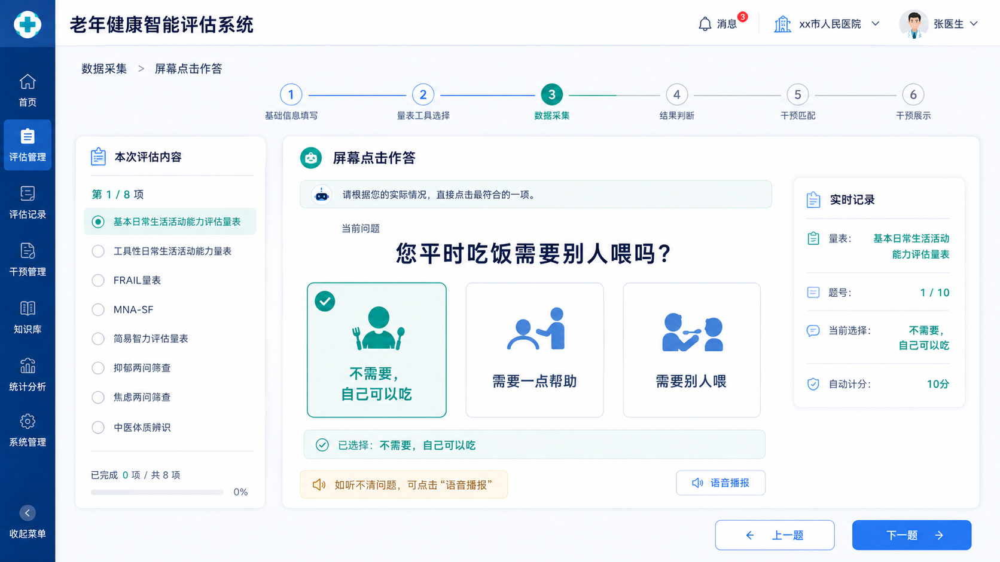 老年健康智能评估系统
消息
3
xx市人民医院
张医生
首页
评估管理
评估记录
干预管理
知识库
统计分析
系统管理
收起菜单
数据采集 > 屏幕点击作答
1
基础信息填写
2
量表工具选择
3
数据采集
4
结果判断
5
干预匹配
6
干预展示
本次评估内容
第 1 / 8 项
基本日常生活活动能力评估量表
工具性日常生活活动能力量表
FRAIL量表
MNA-SF
简易智力评估量表
抑郁两问筛查
焦虑两问筛查
中医体质辨识
已完成 0 项 / 共 8 项
0%
屏幕点击作答
请根据您的实际情况，直接点击最符合的一项。
当前问题
您平时吃饭需要别人喂吗？
不需要，
自己可以吃
需要一点帮助
需要别人喂
已选择：不需要，自己可以吃
如听不清问题，可点击“语音播报”
语音播报
实时记录
量表：
基本日常生活活动
能力评估量表
题号：
1 / 10
当前选择：
不需要，
自己可以吃
自动计分：
10分
上一题
下一题